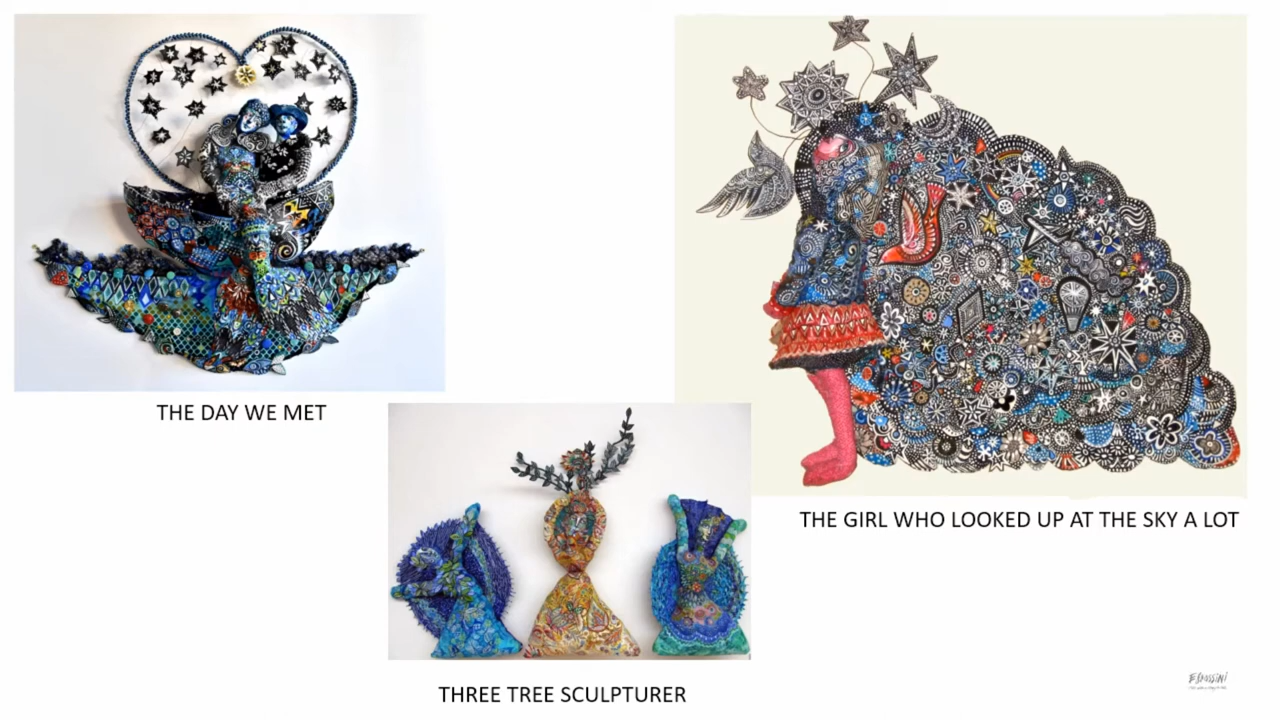 THE DAY WE MET
THE GIRL WHO LOOKED UP AT THE SKY A LOT
THREE TREE SCULPTURER